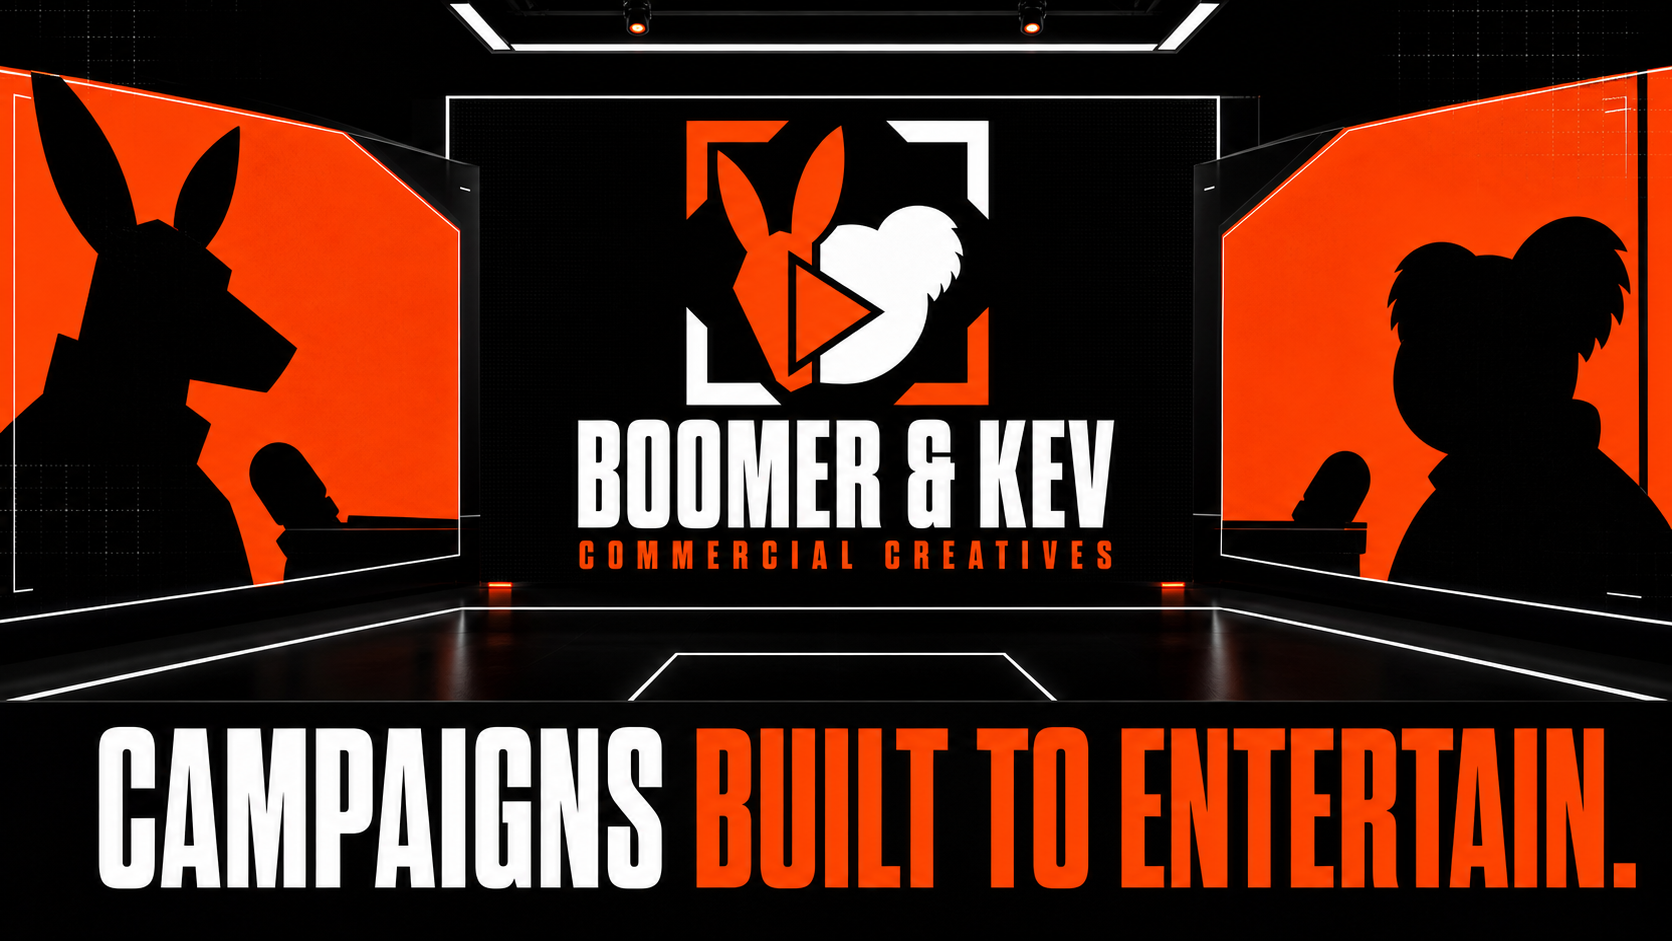 BOOMER & KEV
COMMERCIAL CREATIVES
CAMPAIGNS BUILT TO ENTERTAIN.